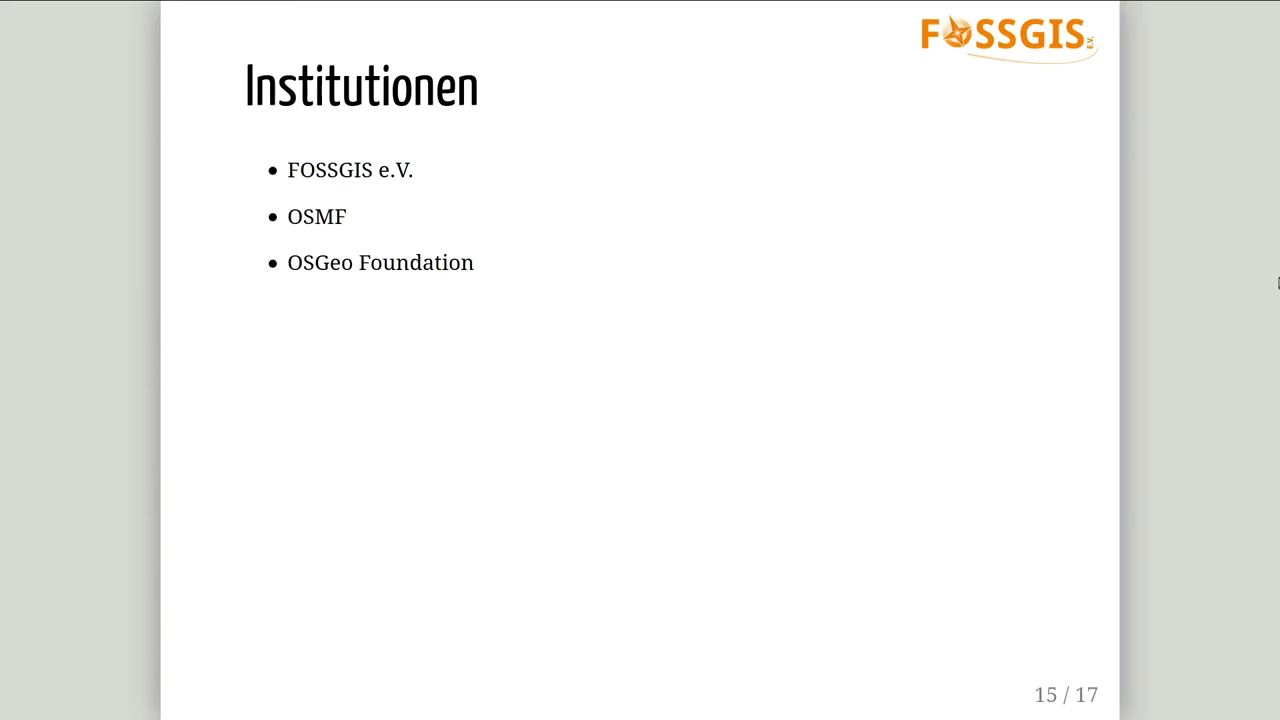 FOSSGIS e.V.
Institutionen
FOSSGIS e.V.
OSMF
OSGeo Foundation
15 / 17